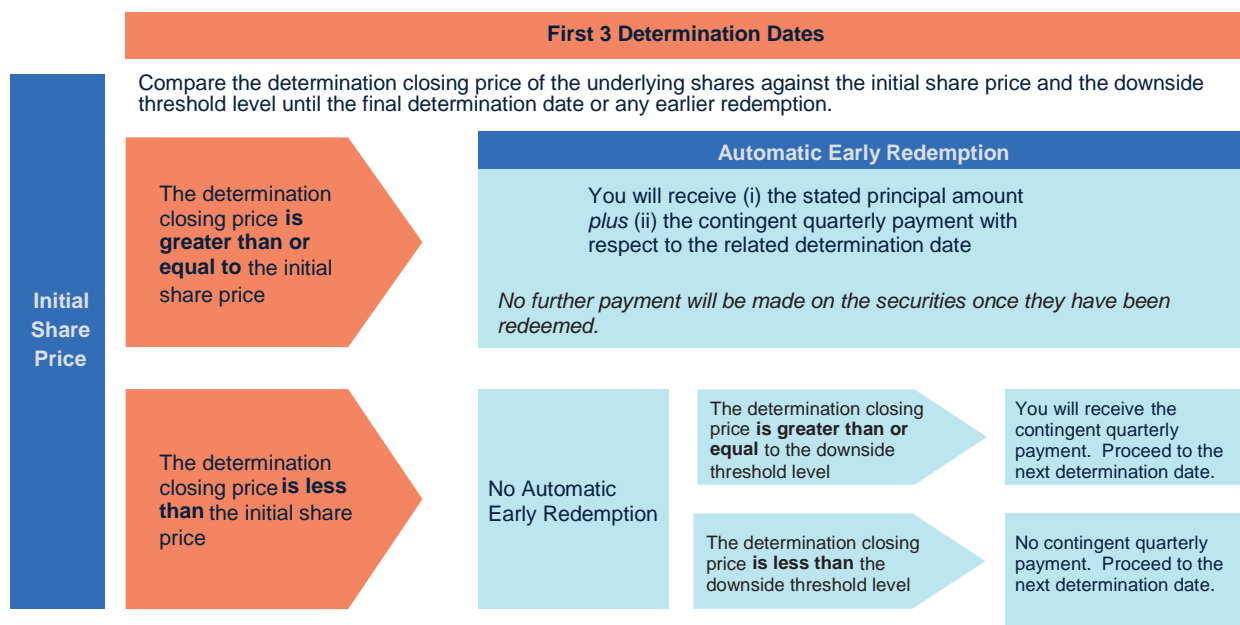 First 3 Determination Dates
Compare the determination closing price of the underlying shares against the initial share price and the downside
threshold level until the final determination date or any earlier redemption.
Initial
Share
Price
The determination
closing price is
greater than or
equal to the initial
share price
Automatic Early Redemption
You will receive (i) the stated principal amount
plus (ii) the contingent quarterly payment with
respect to the related determination date
No further payment will be made on the securities once they have been
redeemed.
The determination
closing price is less
than the initial share
price
No Automatic
Early Redemption
The determination closing
price is greater than or
equal to the downside
threshold level
You will receive the
contingent quarterly
payment. Proceed to the
next determination date.
The determination closing
price is less than the
downside threshold level
No contingent quarterly
payment. Proceed to the
next determination date.